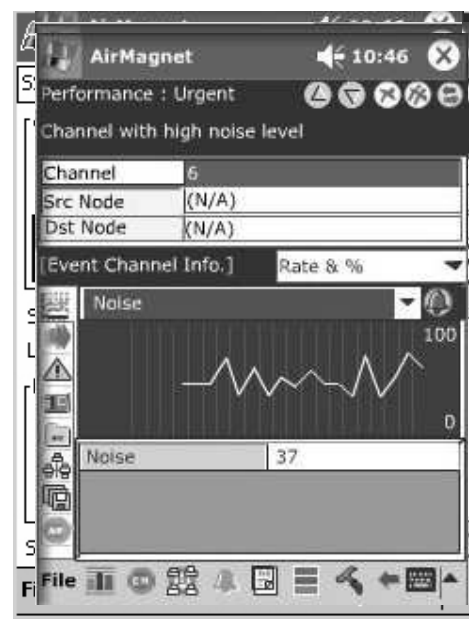 AirMagnet 10:46
Performance : Urgent
Channel with high noise level
Channel 6
Src Node (N/A)
Dst Node (N/A)
[Event Channel Info.] Rate & %
Noise
100
0
Noise 37
File